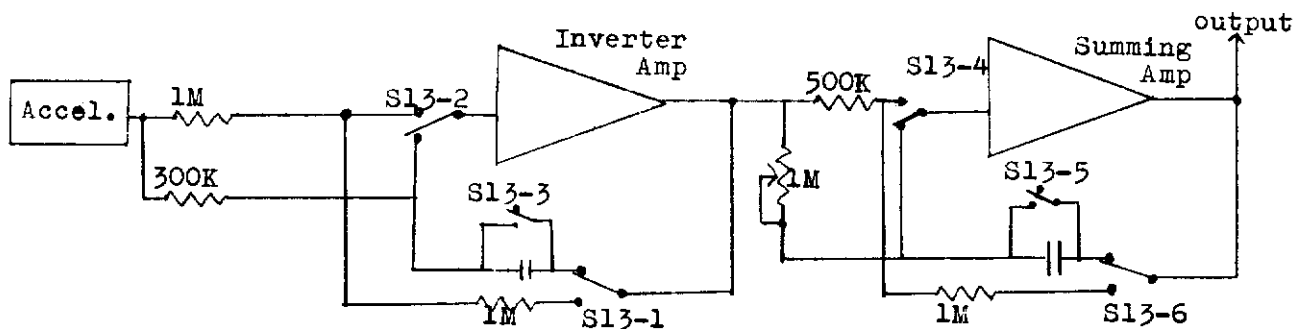 output
Inverter
Amp
Summing
Amp
Accel.
1M
S13-2
500K
S13-4
300K
S13-3
1M
S13-5
1M
S13-1
1M
S13-6